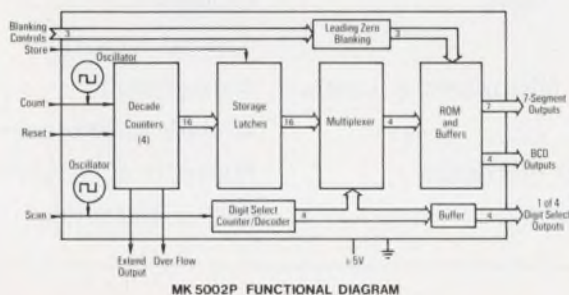 Blanking
Controls
3
Leading Zero
Blanking
3
Store
Oscillator
Count
Decade
Counters
(4)
16
Storage
Latches
16
Multiplexer
4
ROM
and
Buffers
7
7-Segment
Outputs
Reset
4
BCD
Outputs
Oscillator
Scan
Digit Select
Counter/Decoder
4
Buffer
4
1 of 4
Digit Select
Outputs
Extend
Output
Over Flow
±5V
MK 5002P FUNCTIONAL DIAGRAM